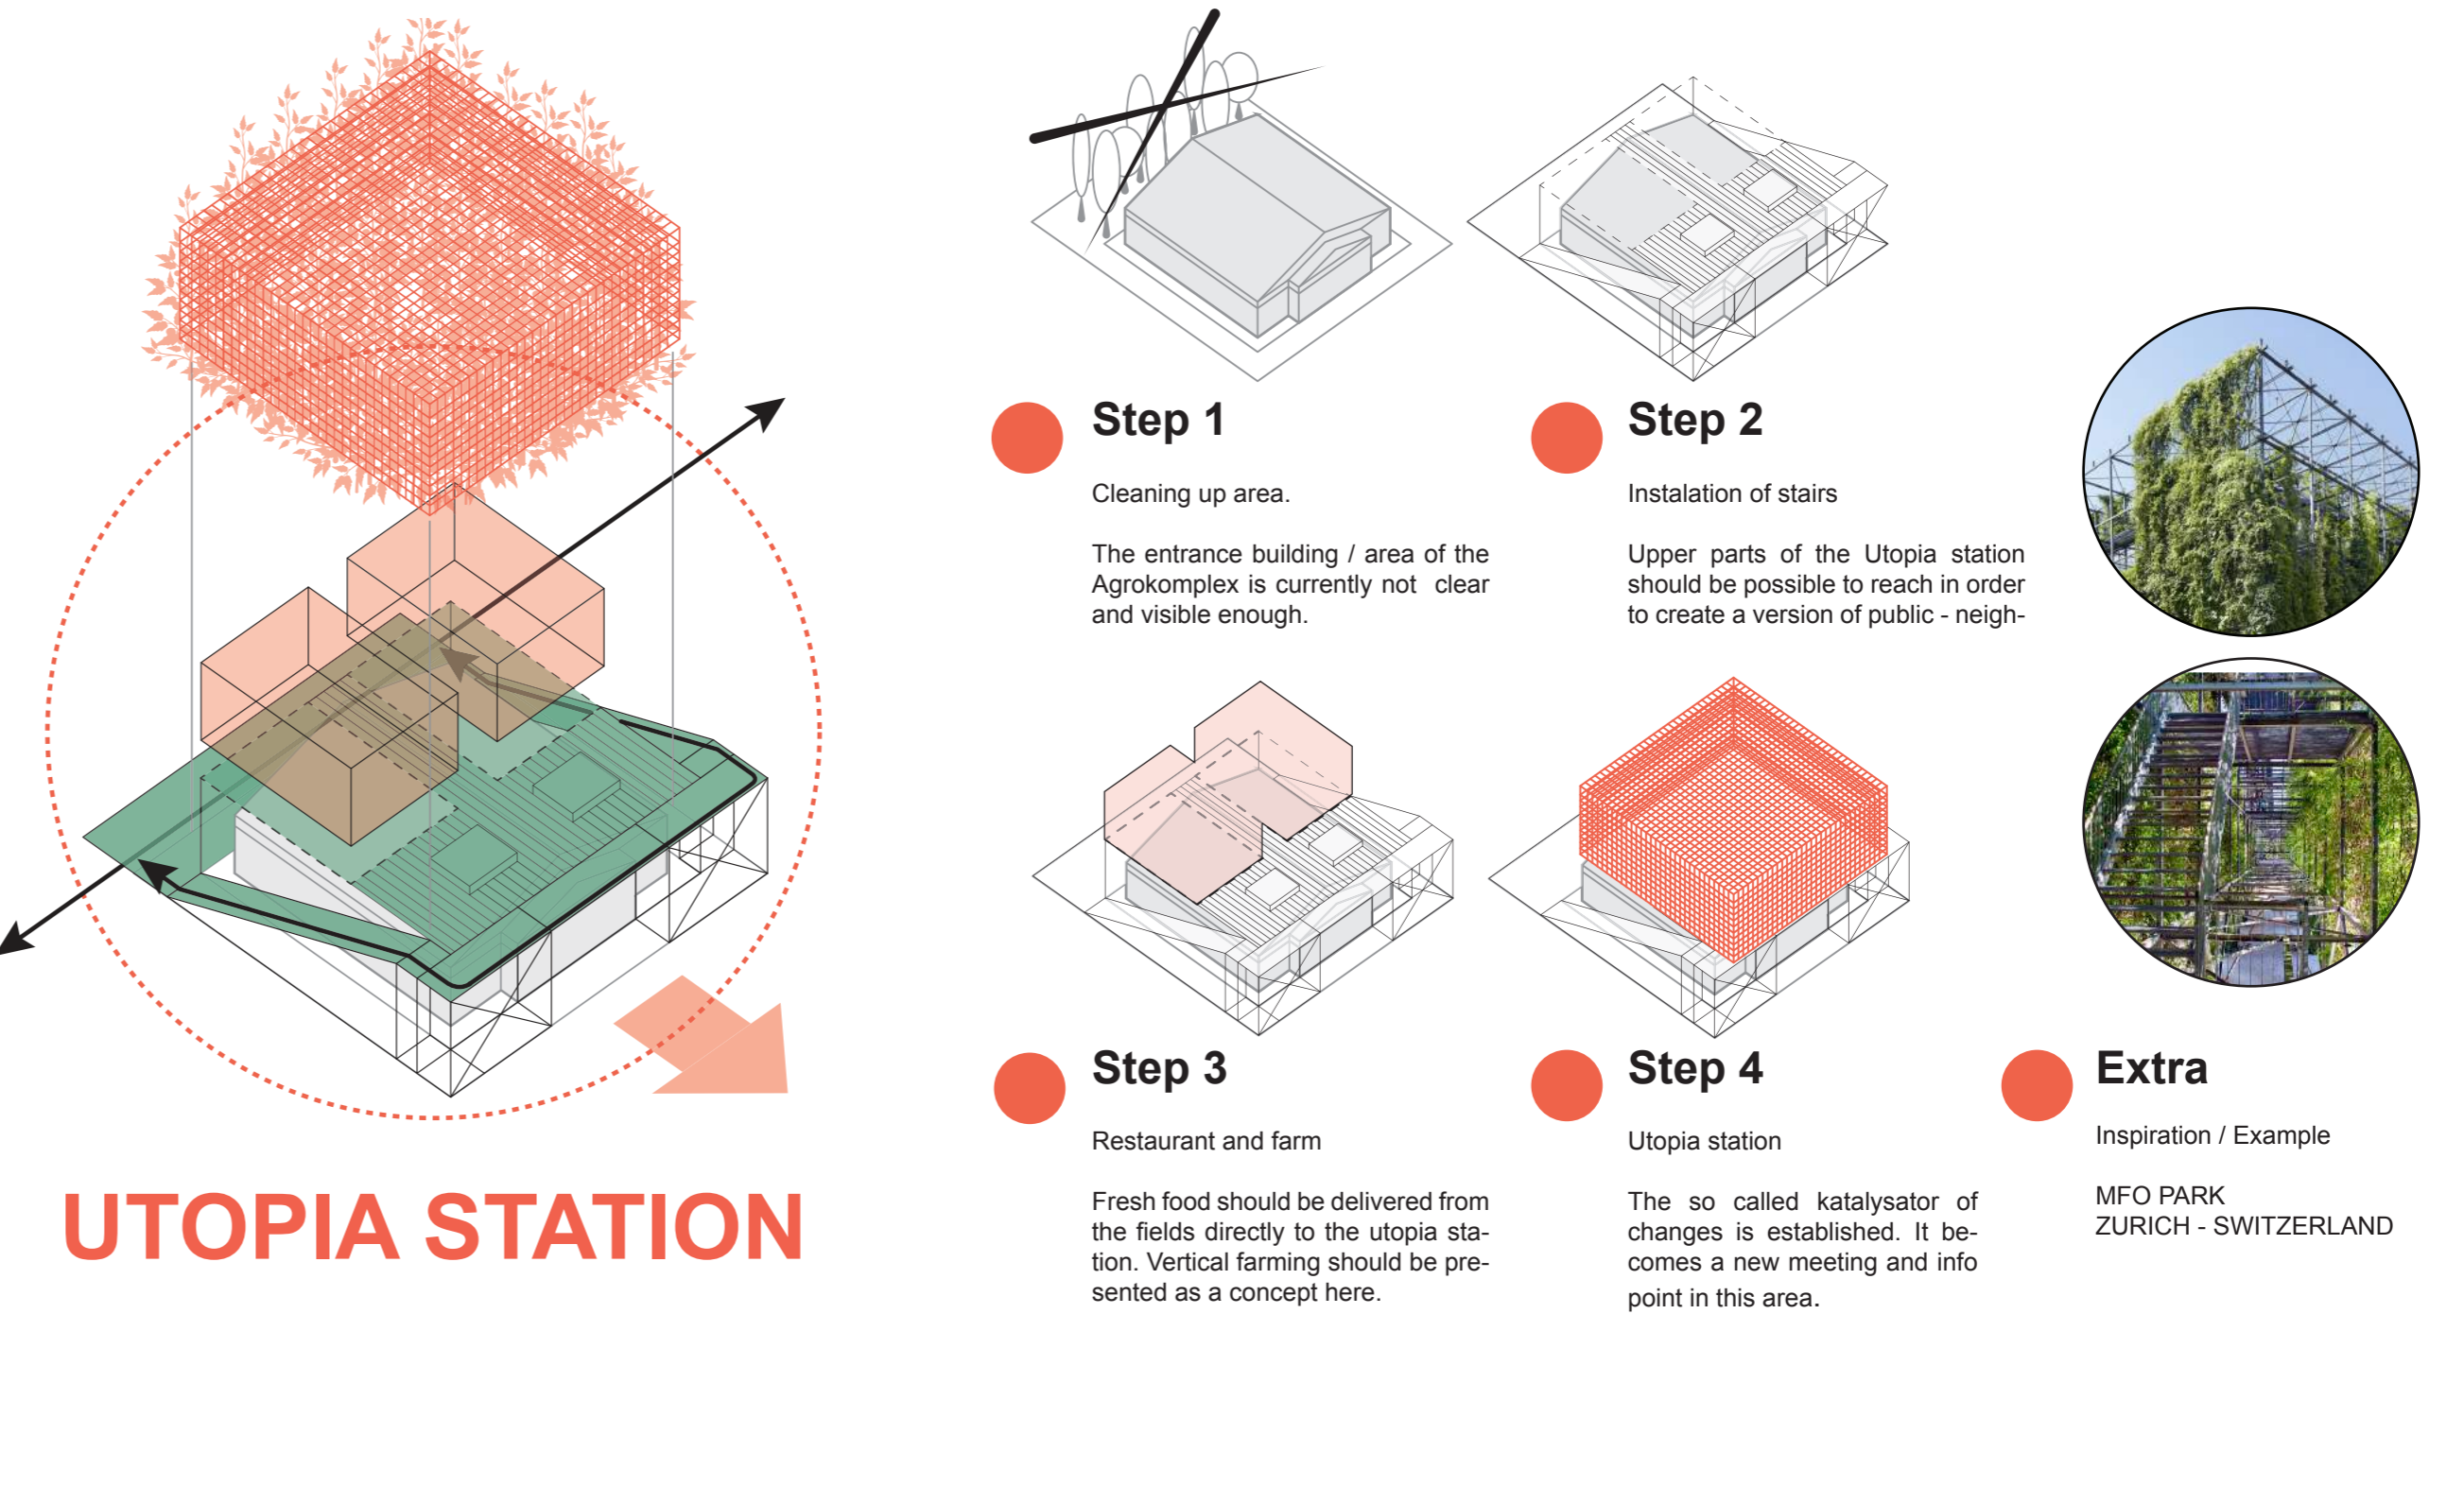 UTOPIA STATION
Step 1
Cleaning up area.
The entrance building / area of the
Agrokomplex is currently not clear
and visible enough.
Step 2
Instalation of stairs
Upper parts of the Utopia station
should be possible to reach in order
to create a version of public - neigh-
Step 3
Restaurant and farm
Fresh food should be delivered from
the fields directly to the utopia sta-
tion. Vertical farming should be pre-
sented as a concept here.
Step 4
Utopia station
The so called katalysator of
changes is established. It be-
comes a new meeting and info
point in this area.
Extra
Inspiration / Example
MFO PARK
ZURICH - SWITZERLAND